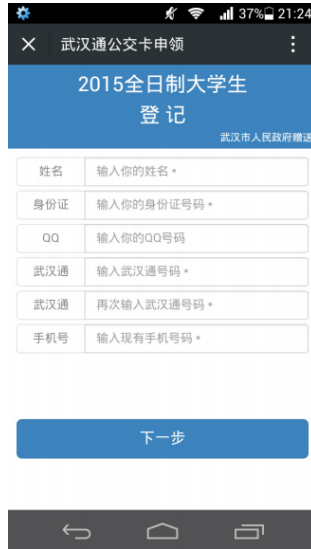 37% 21:24
武汉通公交卡申领
2015全日制大学生
登记
武汉市人民政府赠送
姓名 输入你的姓名 *
身份证 输入你的身份证号码 *
QQ 输入你的QQ号码
武汉通 输入武汉通号码 *
武汉通 再次输入武汉通号码 *
手机号 输入现有手机号码 *
下一步